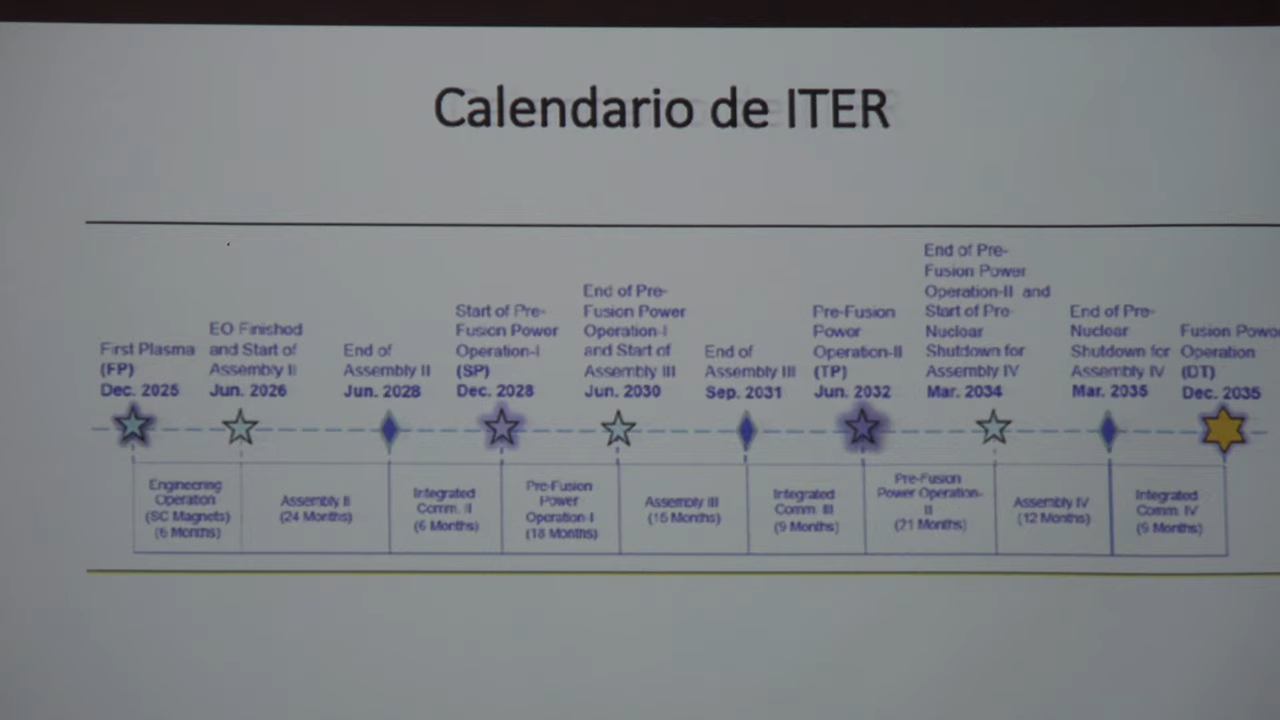 Calendario de ITER
First Plasma
(FP)
Dec. 2025
EO Finished
and Start of
Assembly II
Jun. 2026
End of
Assembly II
Jun. 2028
Start of Pre-
Fusion Power
Operation-I
(SP)
Dec. 2028
End of Pre-
Fusion Power
Operation-I
and Start of
Assembly III
Jun. 2030
End of
Assembly III
Sep. 2031
Pre-Fusion
Power
Operation-II
(TP)
Jun. 2032
End of Pre-
Fusion Power
Operation-II and
Start of Pre-
Nuclear
Shutdown for
Assembly IV
Mar. 2034
End of Pre-
Nuclear
Shutdown for
Assembly IV
Mar. 2035
Fusion Powe
Operation
(DT)
Dec. 2035
Engineering
Operation
(SC Magnets)
(6 Months)
Assembly II
(24 Months)
Integrated
Comm. II
(6 Months)
Pre-Fusion
Power
Operation-I
(18 Months)
Assembly III
(15 Months)
Integrated
Comm. III
(9 Months)
Pre-Fusion
Power Operation-
II
(21 Months)
Assembly IV
(12 Months)
Integrated
Comm. IV
(9 Months)